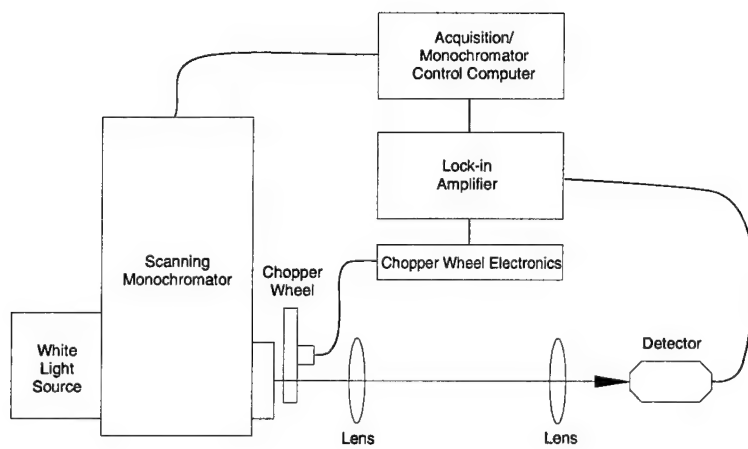 Acquisition/
Monochromator
Control Computer
Lock-in
Amplifier
Chopper Wheel Electronics
Scanning
Monochromator
Chopper
Wheel
White
Light
Source
Detector
Lens
Lens